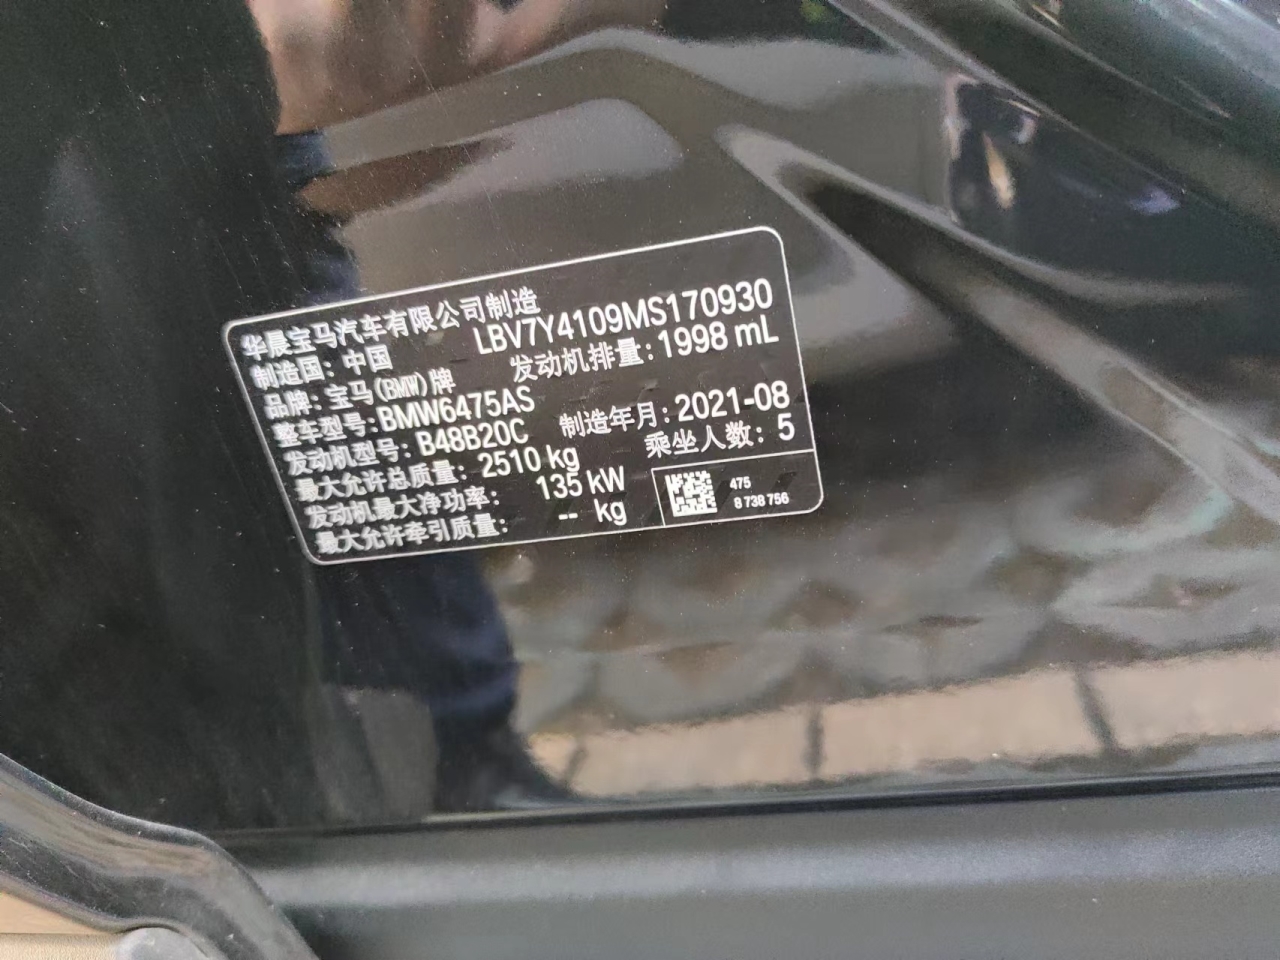 华晨宝马汽车有限公司制造
制造国：中国 LBV7Y4109MS170930
品牌：宝马(BMW)牌 发动机排量：1998 mL
整车型号：BMW6475AS
发动机型号：B48B20C 制造年月：2021-08
最大允许总质量：2510 kg 乘坐人数：5
发动机最大净功率：135 kW
最大允许牵引质量：-- kg
475
8 738 756